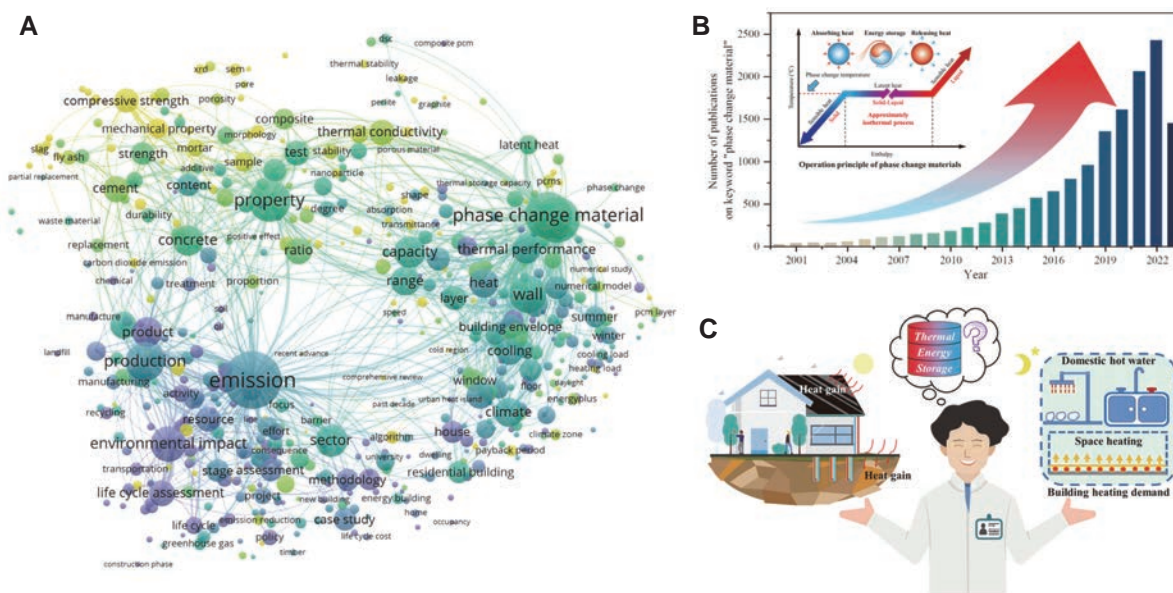 A
dsc
composite pcm
thermal stability
xrd
sem
leakage
pore
compressive strength
porosity
perlite
graphite
composite
mechanical property
morphology
thermal conductivity
slag
mortar
test
stability
porous material
latent heat
fly ash
strength
sample
partial replacement
additive
nanoparticle
cement
content
thermal storage capacity
pcms
shape
phase change
property
degree
absorption
waste material
durability
transmittance
phase change material
replacement
positive effect
concrete
ratio
capacity
thermal performance
carbon dioxide emission
numerical study
chemical
treatment
proportion
range
heat
numerical model
layer
wall
manufacture
soil
speed
summer
pcm layer
product
oil
building envelope
winter
landfill
recent advance
cold region
cooling
cooling load
production
heating load
emission
comprehensive review
manufacturing
window
floor
daylight
activity
past decade
urban heat island
energyplus
focus
recycling
resource
barrier
climate
effort
algorithm
house
climate zone
environmental impact
consequence
sector
university
payback period
transportation
stage
assessment
dwelling
residential building
methodology
life cycle assessment
project
new building
energy building
home
life cycle
emission reduction
case study
occupancy
policy
life cycle cost
greenhouse gas
timber
construction phase
B
Number of publications
on keyword "phase change material"
2500
2000
1500
1000
500
0
2001
2004
2007
2010
2013
2016
2019
2022
Year
Absorbing heat
Energy storage
Releasing heat
Temperature (°C)
Phase change temperature
Sensible heat
Solid
Latent heat
Solid-Liquid
Approximately
isothermal process
Sensible heat
Liquid
Enthalpy
Operation principle of phase change materials
C
Thermal
Energy
Storage
?
Heat gain
Heat gain
Domestic hot water
Space heating
Building heating demand